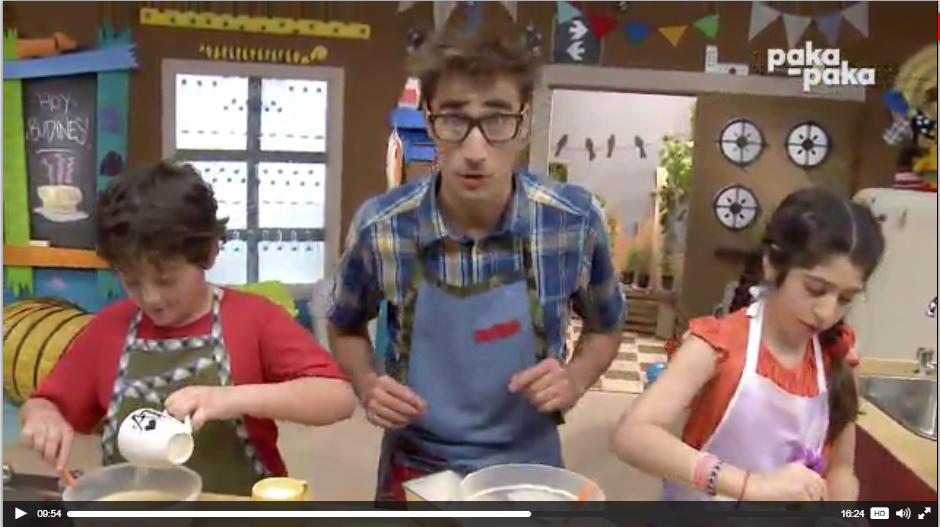 HOY
BUDINES!
paka
-paka
09:54
16:24
HD